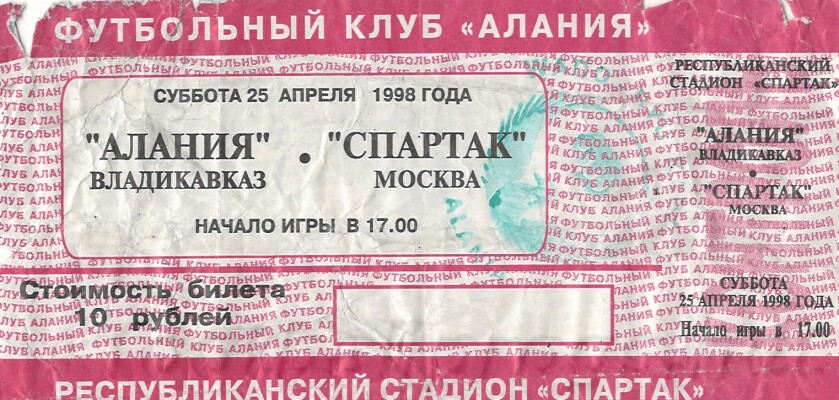 ФУТБОЛЬНЫЙ КЛУБ «АЛАНИЯ»
СУББОТА 25 АПРЕЛЯ 1998 ГОДА
"АЛАНИЯ" • "СПАРТАК"
ВЛАДИКАВКАЗ МОСКВА
НАЧАЛО ИГРЫ В 17.00
Стоимость билета
10 рублей
РЕСПУБЛИКАНСКИЙ СТАДИОН «СПАРТАК»
РЕСПУБЛИКАНСКИЙ
СТАДИОН «СПАРТАК»
"АЛАНИЯ"
ВЛАДИКАВКАЗ
•
"СПАРТАК"
МОСКВА
СУББОТА
25 АПРЕЛЯ 1998 ГОДА
Начало игры в 17.00